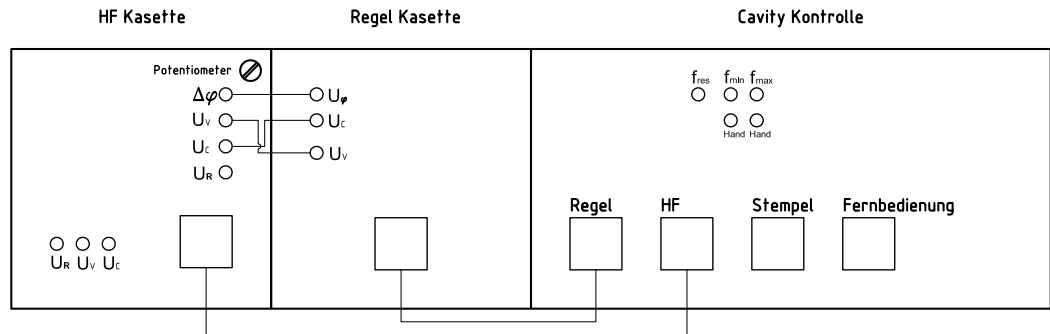 HF Kasette Regel Kasette Cavity Kontrolle
Potentiometer
Δφ Uφ
Uv Uc
Uc Uv
UR
fres fmin fmax
Hand Hand
Regel HF Stempel Fernbedienung
UR Uv Uc